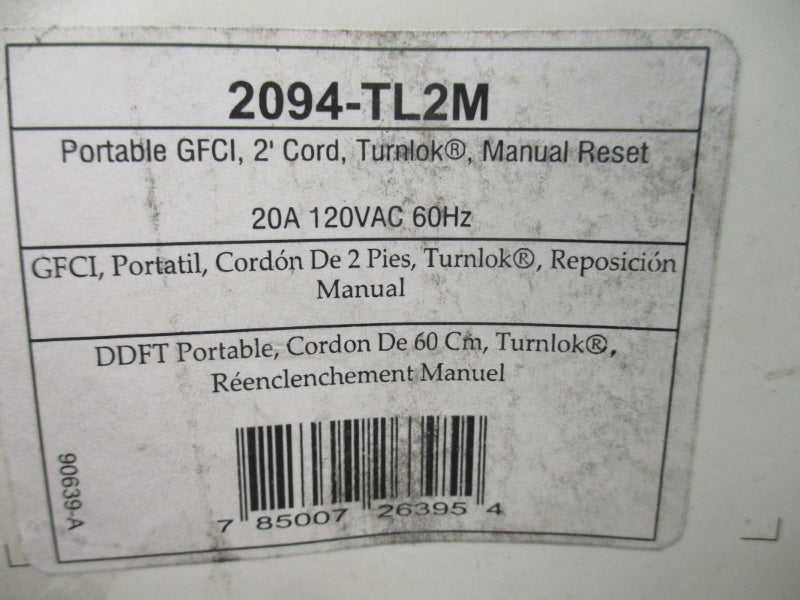 2094-TL2M
Portable GFCI, 2' Cord, Turnlok®, Manual Reset
20A 120VAC 60Hz
GFCI, Portatil, Cordón De 2 Pies, Turnlok®, Reposición
Manual
DDFT Portable, Cordon De 60 Cm, Turnlok®,
Réenclenchement Manuel
90639-A
7 85007 26395 4